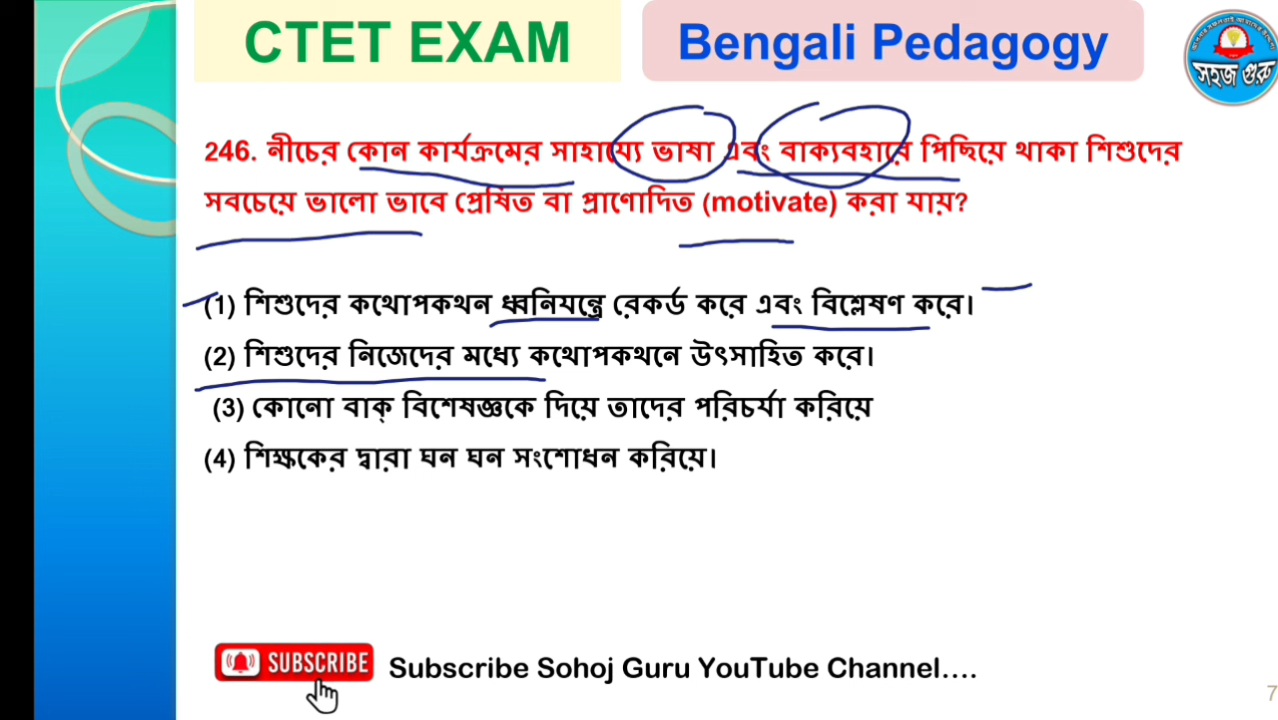 CTET EXAM
Bengali Pedagogy
সহজ গুরু
246. নীচের কোন কার্যক্রমের সাহায্যে ভাষা এবং বাক্যবহারে পিছিয়ে থাকা শিশুদের
সবচেয়ে ভালো ভাবে প্রেষিত বা প্রাণোদিত (motivate) করা যায়?
(1) শিশুদের কথোপকথন ধ্বনিযন্ত্রে রেকর্ড করে এবং বিশ্লেষণ করে।
(2) শিশুদের নিজেদের মধ্যে কথোপকথনে উৎসাহিত করে।
(3) কোনো বাক্ বিশেষজ্ঞকে দিয়ে তাদের পরিচর্যা করিয়ে
(4) শিক্ষকের দ্বারা ঘন ঘন সংশোধন করিয়ে।
SUBSCRIBE
Subscribe Sohoj Guru YouTube Channel....
7